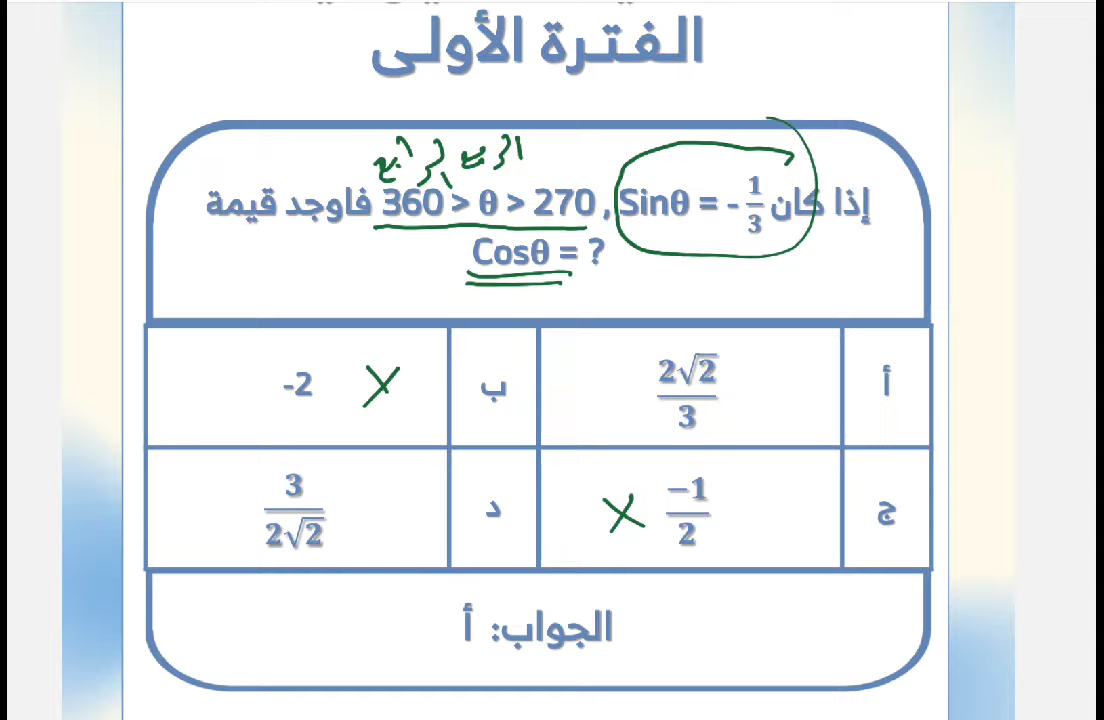 الفترة الأولى
الربع الرابع
إذا كان Sinθ = - 1/3 , 360 > θ > 270 فاوجد قيمة
Cosθ = ?
أ 2√2/3 ب -2
ج −1/2 د 3/2√2
الجواب: أ